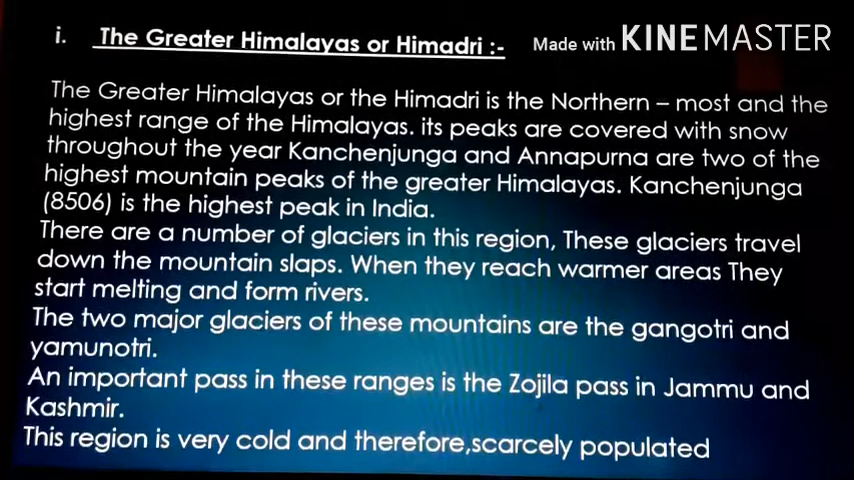 i. The Greater Himalayas or Himadri :-
Made with KINEMASTER
The Greater Himalayas or the Himadri is the Northern – most and the
highest range of the Himalayas. its peaks are covered with snow
throughout the year Kanchenjunga and Annapurna are two of the
highest mountain peaks of the greater Himalayas. Kanchenjunga
(8506) is the highest peak in India.
There are a number of glaciers in this region, These glaciers travel
down the mountain slaps. When they reach warmer areas They
start melting and form rivers.
The two major glaciers of these mountains are the gangotri and
yamunotri.
An important pass in these ranges is the Zojila pass in Jammu and
Kashmir.
This region is very cold and therefore,scarcely populated